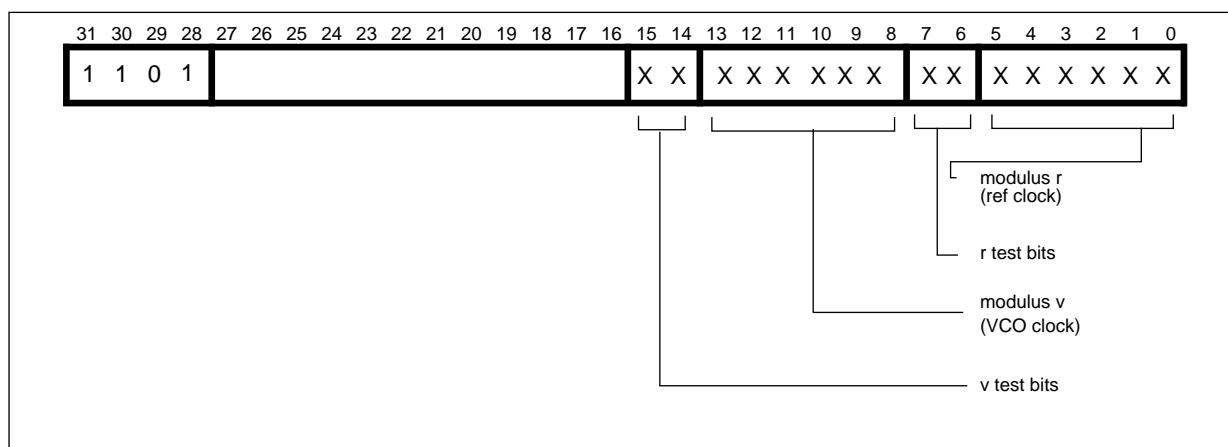 31 30 29 28 27 26 25 24 23 22 21 20 19 18 17 16 15 14 13 12 11 10 9 8 7 6 5 4 3 2 1 0
1 1 0 1 X X X X X X X X X X X X X X X X
modulus r
(ref clock)
r test bits
modulus v
(VCO clock)
v test bits